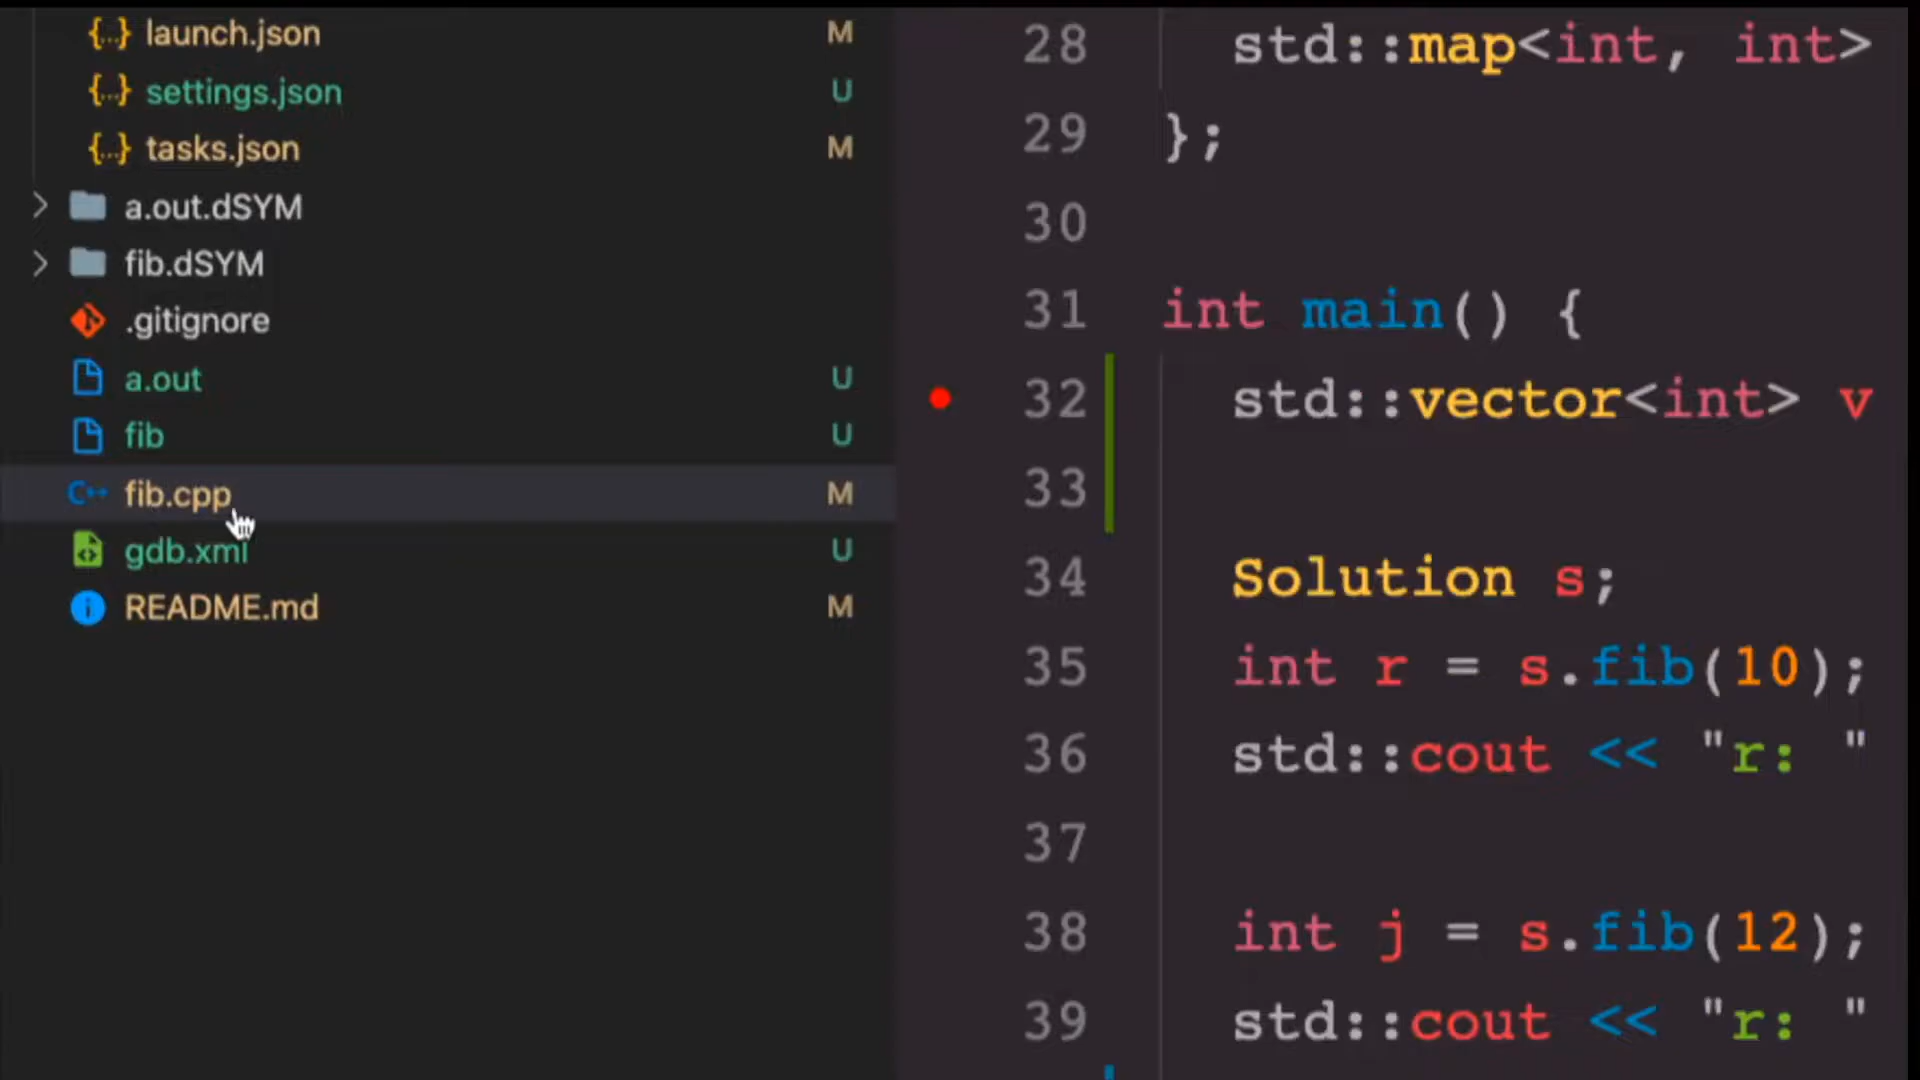 {...} launch.json M
{...} settings.json U
{...} tasks.json M
a.out.dSYM
fib.dSYM
.gitignore
a.out U
fib U
C++ fib.cpp M
gdb.xml U
README.md M
28 std::map<int, int>
29 };
30
31 int main() {
32 std::vector<int> v
33
34 Solution s;
35 int r = s.fib(10);
36 std::cout << "r: "
37
38 int j = s.fib(12);
39 std::cout << "r: "